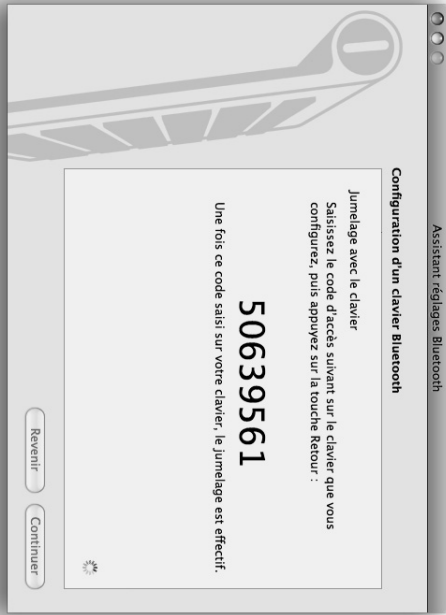 Assistant réglages Bluetooth
Configuration d'un clavier Bluetooth
Jumelage avec le clavier
Saisissez le code d'accès suivant sur le clavier que vous
configurez, puis appuyez sur la touche Retour :
50639561
Une fois ce code saisi sur votre clavier, le jumelage est effectif.
Revenir
Continuer